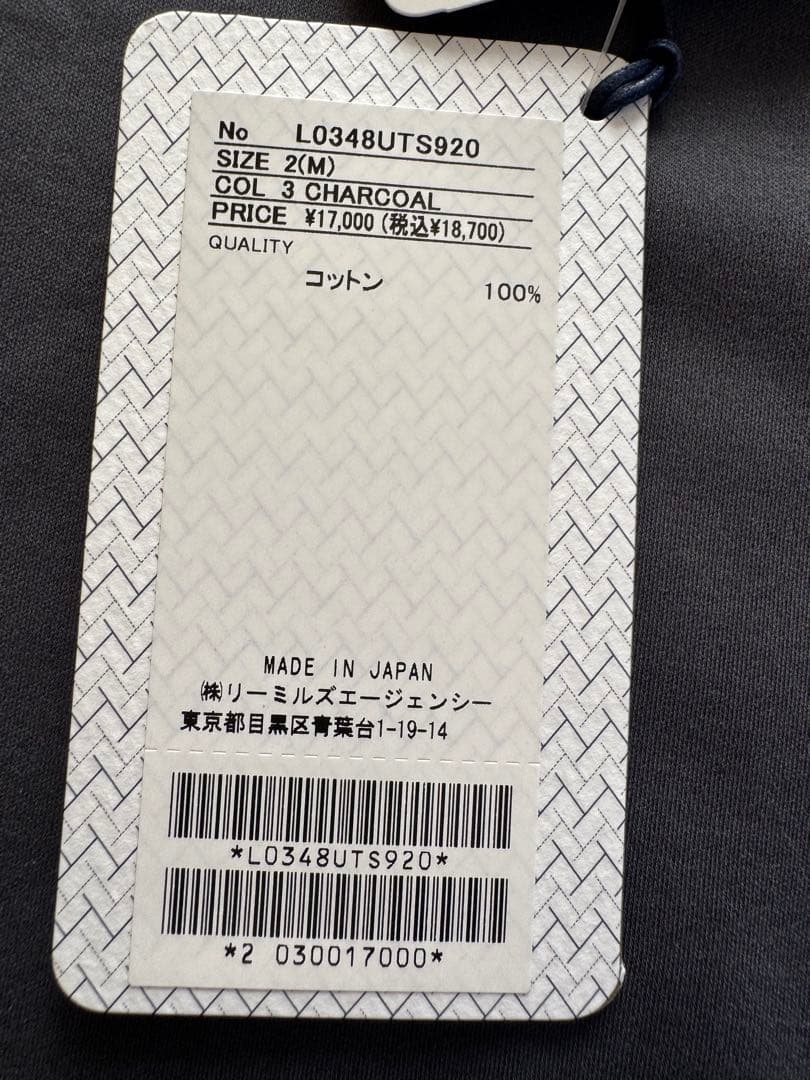 No L0348UTS920
SIZE 2(M)
COL 3 CHARCOAL
PRICE ¥17,000 (税込¥18,700)
QUALITY
コットン 100%
MADE IN JAPAN
㈱リーミルズエージェンシー
東京都目黒区青葉台1-19-14
*L0348UTS920*
*2 030017000*